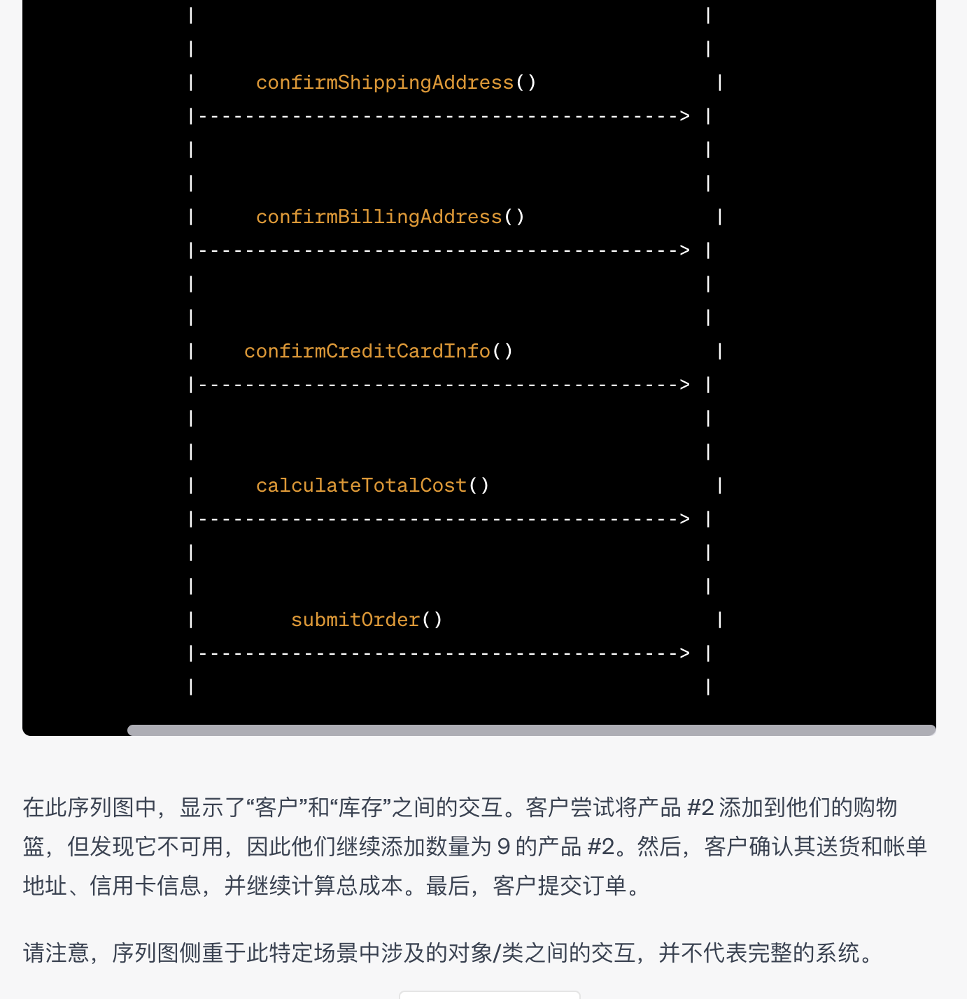 |                                            |
|                                            |
|     confirmShippingAddress()                |
|-----------------------------------------> |
|                                            |
|                                            |
|     confirmBillingAddress()                 |
|-----------------------------------------> |
|                                            |
|                                            |
|    confirmCreditCardInfo()                  |
|-----------------------------------------> |
|                                            |
|                                            |
|     calculateTotalCost()                    |
|-----------------------------------------> |
|                                            |
|                                            |
|        submitOrder()                        |
|-----------------------------------------> |
|                                            |
在此序列图中，显示了“客户”和“库存”之间的交互。客户尝试将产品 #2 添加到他们的购物
篮，但发现它不可用，因此他们继续添加数量为 9 的产品 #2。然后，客户确认其送货和帐单
地址、信用卡信息，并继续计算总成本。最后，客户提交订单。
请注意，序列图侧重于此特定场景中涉及的对象/类之间的交互，并不代表完整的系统。